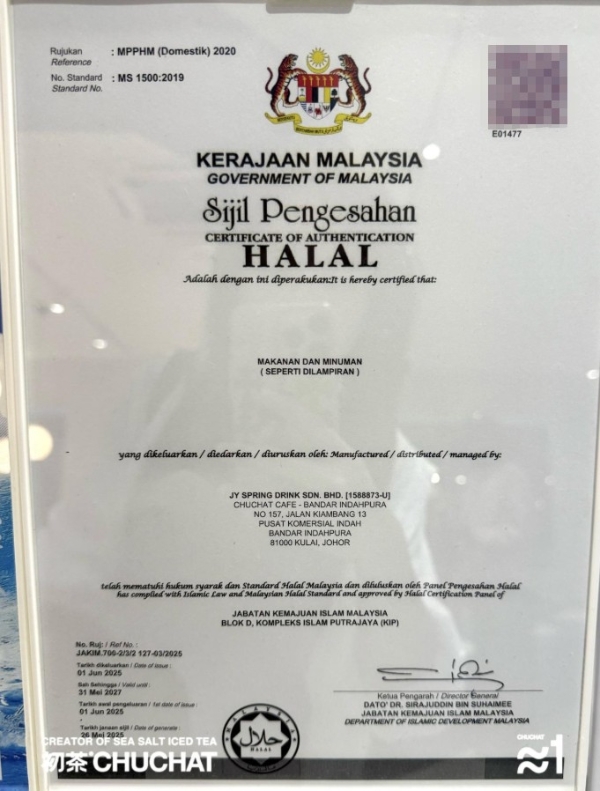 Rujukan : MPPHM (Domestik) 2020
Reference
No. Standard : MS 1500:2019
Standard No.
E01477
KERAJAAN MALAYSIA
GOVERNMENT OF MALAYSIA
Sijil Pengesahan
CERTIFICATE OF AUTHENTICATION
HALAL
Adalah dengan ini diperakukan:It is hereby certified that:
MAKANAN DAN MINUMAN
( SEPERTI DILAMPIRAN )
yang dikeluarkan / diedarkan / diuruskan oleh: Manufactured / distributed / managed by:
JY SPRING DRINK SDN. BHD. [1588873-U]
CHUCHAT CAFE - BANDAR INDAHPURA
NO 157, JALAN KIAMBANG 13
PUSAT KOMERSIAL INDAH
BANDAR INDAHPURA
81000 KULAI, JOHOR
telah mematuhi hukum syarak dan Standard Halal Malaysia dan diluluskan oleh Panel Pengesahan Halal
has complied with Islamic Law and Malaysian Halal Standard and approved by Halal Certification Panel of
JABATAN KEMAJUAN ISLAM MALAYSIA
BLOK D, KOMPLEKS ISLAM PUTRAJAYA (KIP)
No. Ruj: / Ref No. :
JAKIM.700-2/3/2 127-03/2025
Tarikh dikeluarkan / Date of issue :
01 Jun 2025
Sah Sehingga / Valid until :
31 Mei 2027
Tarikh awal pengeluaran / 1st date of issue :
01 Jun 2025
Tarikh janaan sijil / Date of generate :
26 Mei 2025
Ketua Pengarah / Director General
DATO' DR. SIRAJUDDIN BIN SUHAIMEE
JABATAN KEMAJUAN ISLAM MALAYSIA
DEPARTMENT OF ISLAMIC DEVELOPMENT MALAYSIA
MALAYSIA
حلال
HALAL
CREATOR OF SEA SALT ICED TEA
初茶 CHUCHAT
CHUCHAT
≈1